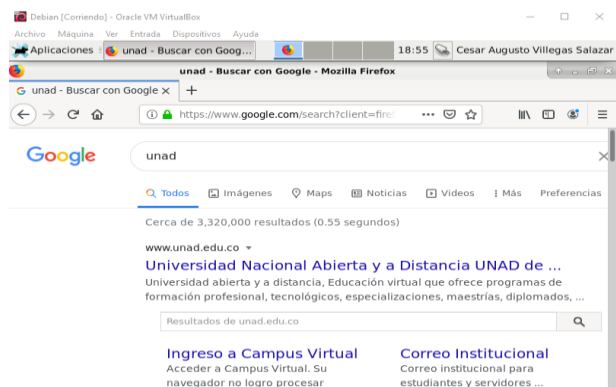 Debian [Corriendo] - Oracle VM VirtualBox
Archivo Máquina Ver Entrada Dispositivos Ayuda
Aplicaciones unad - Buscar con Goog... 18:55 Cesar Augusto Villegas Salazar
unad - Buscar con Google - Mozilla Firefox
G unad - Buscar con Google × +
https://www.google.com/search?client=firef
Google unad
Todos Imágenes Maps Noticias Videos Más Preferencias
Cerca de 3,320,000 resultados (0.55 segundos)
www.unad.edu.co
Universidad Nacional Abierta y a Distancia UNAD de ...
Universidad abierta y a distancia, Educación virtual que ofrece programas de
formación profesional, tecnológicos, especializaciones, maestrías, diplomados, ...
Resultados de unad.edu.co
Ingreso a Campus Virtual Correo Institucional
Acceder a Campus Virtual. Su Correo institucional para
navegador no logro procesar estudiantes y servidores ...